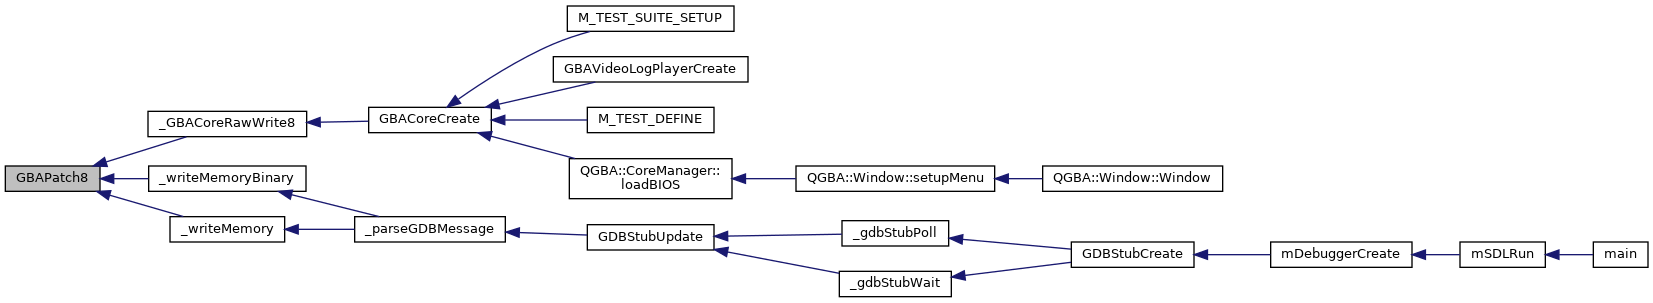 M_TEST_SUITE_SETUP
GBAVideoLogPlayerCreate
_GBACoreRawWrite8
GBACoreCreate
M_TEST_DEFINE
GBAPatch8
_writeMemoryBinary
QGBA::CoreManager::
loadBIOS
QGBA::Window::setupMenu
QGBA::Window::Window
_writeMemory
_parseGDBMessage
GDBStubUpdate
_gdbStubPoll
_gdbStubWait
GDBStubCreate
mDebuggerCreate
mSDLRun
main